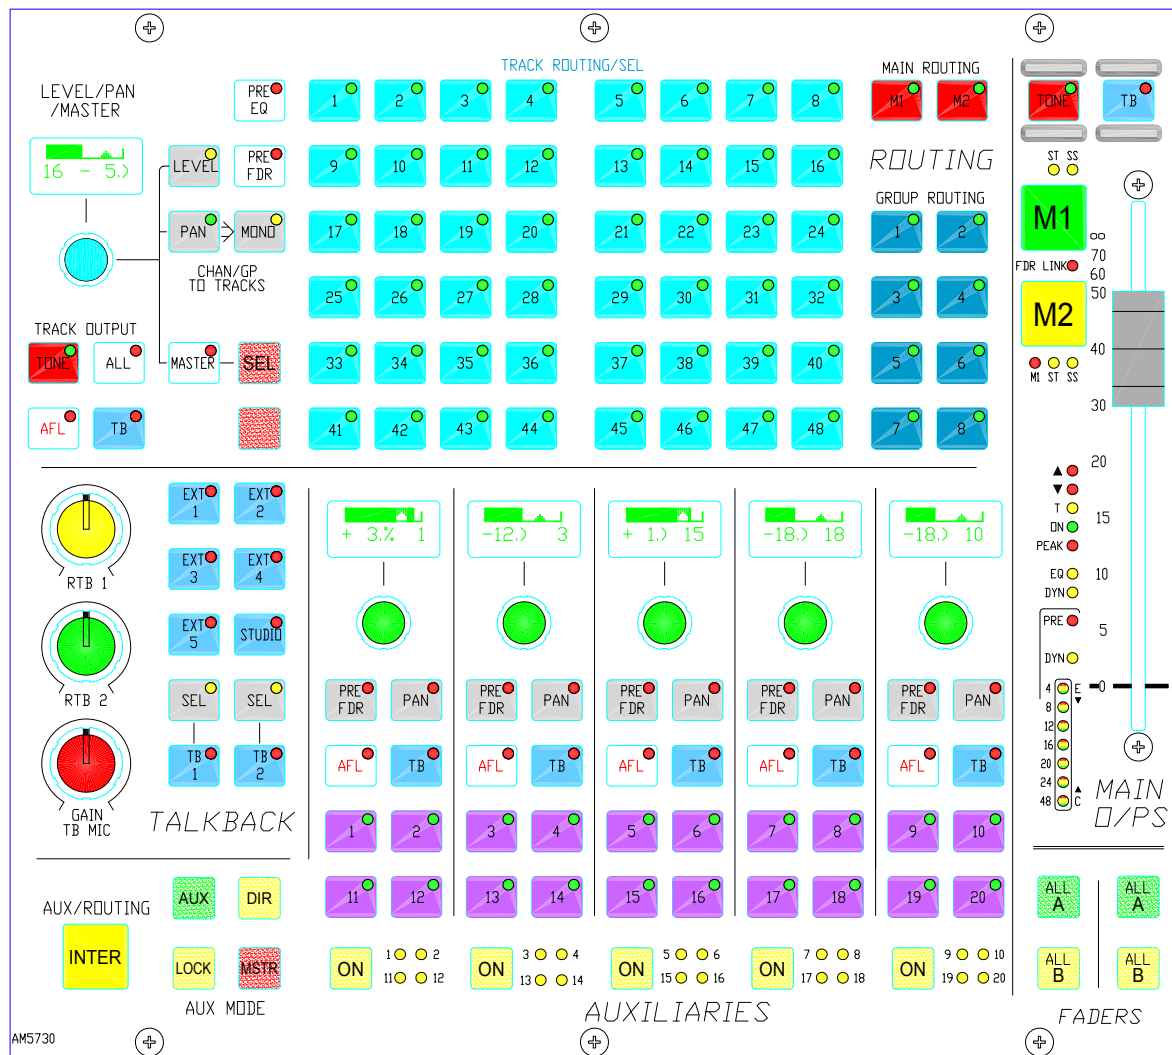 TRACK ROUTING/SEL
MAIN ROUTING
LEVEL/PAN
/MASTER
PRE
EQ
1 2 3 4 5 6 7 8
M1 M2
TONE TB
16 - 5.)
LEVEL
PRE
FDR
9 10 11 12 13 14 15 16
ROUTING
ST SS
PAN MONO
17 18 19 20 21 22 23 24
GROUP ROUTING
1 2
M1
CHAN/GP
TO TRACKS
25 26 27 28 29 30 31 32
3 4
FDR LINK
M2
∞
70
60
50
40
30
20
15
10
5
0
TRACK OUTPUT
TONE ALL MASTER SEL
33 34 35 36 37 38 39 40
5 6
M1 ST SS
AFL TB
41 42 43 44 45 46 47 48
7 8
▲
▼
T
ON
PEAK
EQ
DYN
PRE
DYN
4 E
8 ▼
12
16
20
24 ▲
48 C
MAIN
O/PS
RTB 1
RTB 2
GAIN
TB MIC
EXT
1
EXT
2
EXT
3
EXT
4
EXT
5
STUDIO
SEL SEL
TB
1
TB
2
TALKBACK
+ 3.% 1
-12.) 3
+ 1.) 15
-18.) 18
-18.) 10
PRE
FDR
PAN
PRE
FDR
PAN
PRE
FDR
PAN
PRE
FDR
PAN
PRE
FDR
PAN
AFL TB AFL TB AFL TB AFL TB AFL TB
1 2 3 4 5 6 7 8 9 10
11 12 13 14 15 16 17 18 19 20
AUX/ROUTING
INTER
AUX DIR
LOCK MSTR
AUX MODE
ON
1 2
11 12
ON
3 4
13 14
ON
5 6
15 16
ON
7 8
17 18
ON
9 10
19 20
AUXILIARIES
ALL
A
ALL
A
ALL
B
ALL
B
FADERS
AM5730